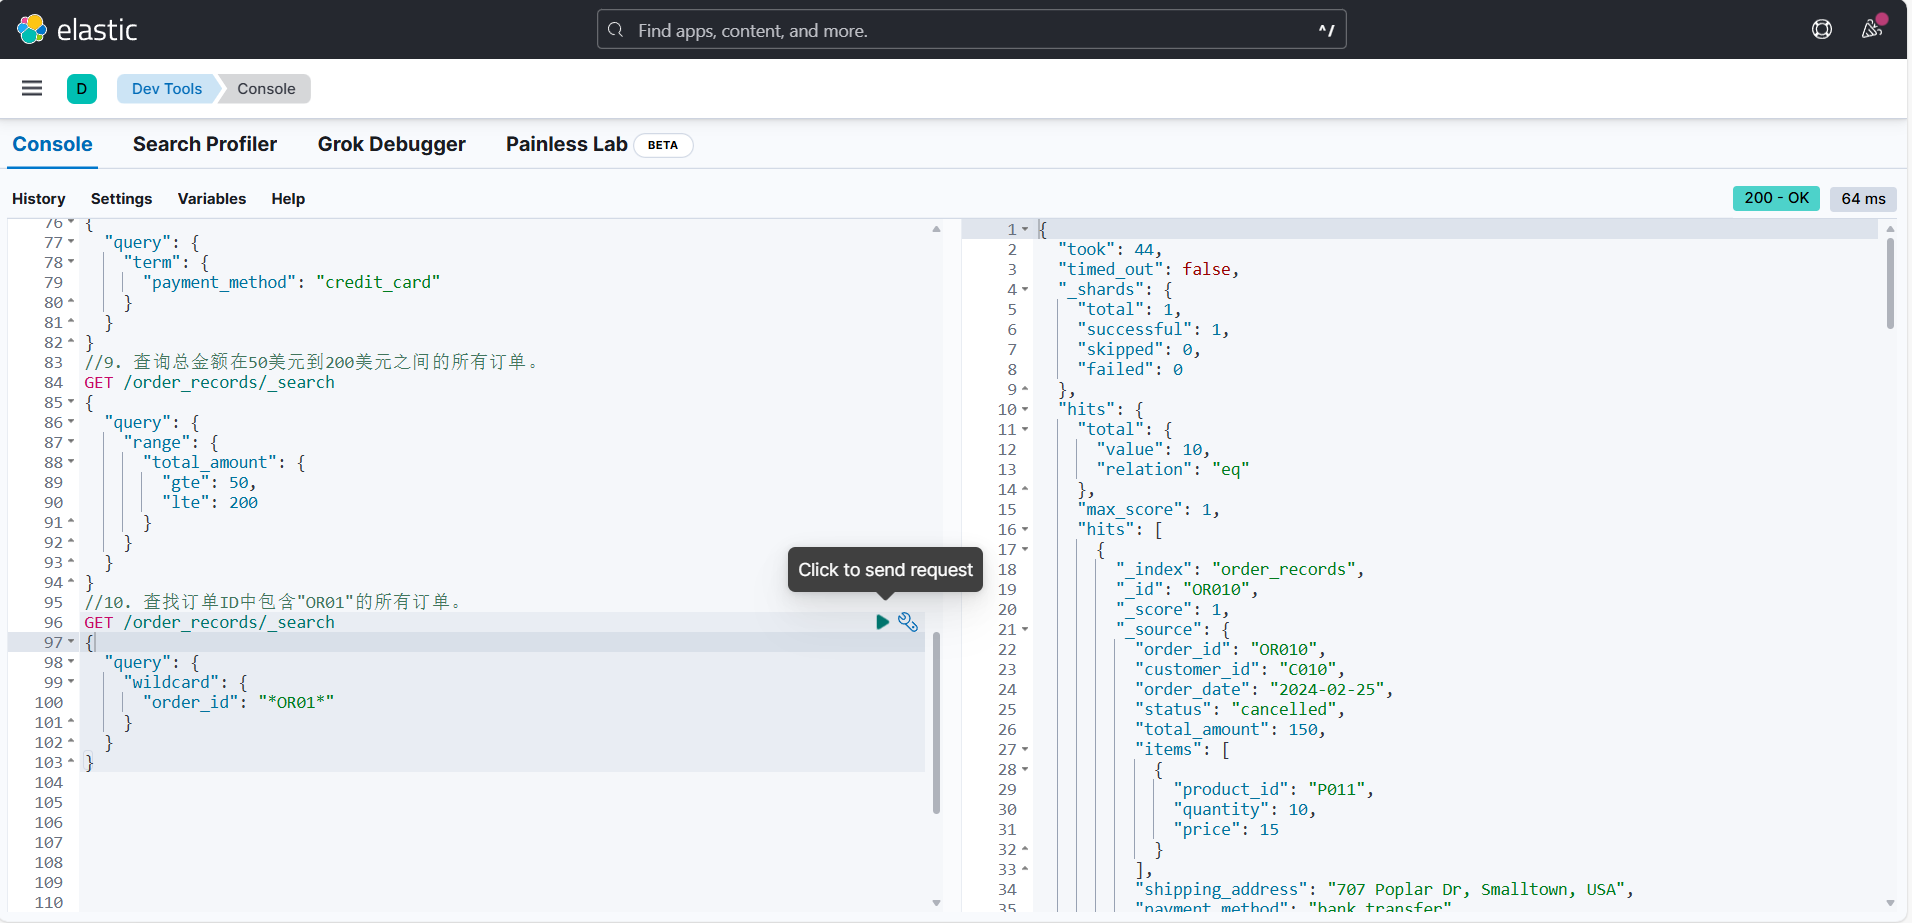 elastic
Find apps, content, and more.
^/
D
Dev Tools
Console
Console
Search Profiler
Grok Debugger
Painless Lab
BETA
History
Settings
Variables
Help
200 - OK
64 ms
76 {
77 "query": {
78 "term": {
79 "payment_method": "credit_card"
80 }
81 }
82 }
83 //9. 查询总金额在50美元到200美元之间的所有订单。
84 GET /order_records/_search
85 {
86 "query": {
87 "range": {
88 "total_amount": {
89 "gte": 50,
90 "lte": 200
91 }
92 }
93 }
94 }
95 //10. 查找订单ID中包含"OR01"的所有订单。
96 GET /order_records/_search
97 {
98 "query": {
99 "wildcard": {
100 "order_id": "*OR01*"
101 }
102 }
103 }
104
105
106
107
108
109
110
Click to send request
1 {
2 "took": 44,
3 "timed_out": false,
4 "_shards": {
5 "total": 1,
6 "successful": 1,
7 "skipped": 0,
8 "failed": 0
9 },
10 "hits": {
11 "total": {
12 "value": 10,
13 "relation": "eq"
14 },
15 "max_score": 1,
16 "hits": [
17 {
18 "_index": "order_records",
19 "_id": "OR010",
20 "_score": 1,
21 "_source": {
22 "order_id": "OR010",
23 "customer_id": "C010",
24 "order_date": "2024-02-25",
25 "status": "cancelled",
26 "total_amount": 150,
27 "items": [
28 {
29 "product_id": "P011",
30 "quantity": 10,
31 "price": 15
32 }
33 ],
34 "shipping_address": "707 Poplar Dr, Smalltown, USA",
35 "payment_method": "bank_transfer"